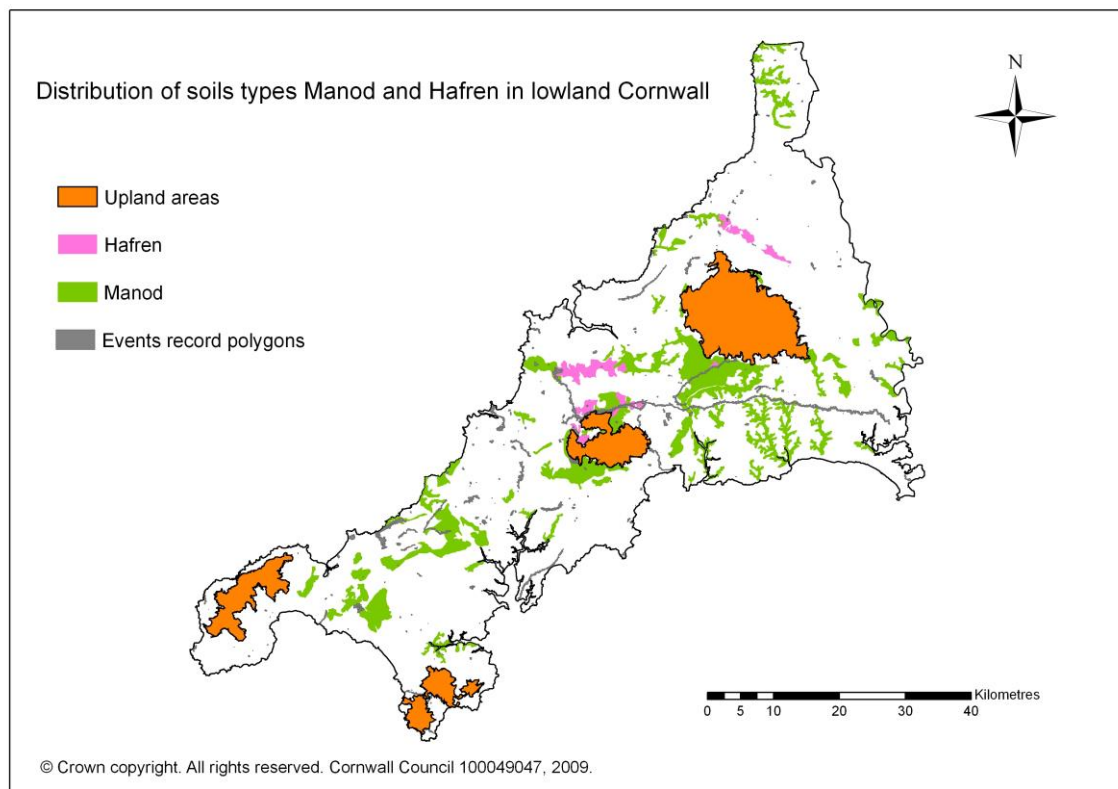 Distribution of soils types Manod and Hafren in lowland Cornwall
N
Upland areas
Hafren
Manod
Events record polygons
Kilometres
0 5 10 20 30 40
© Crown copyright. All rights reserved. Cornwall Council 100049047, 2009.